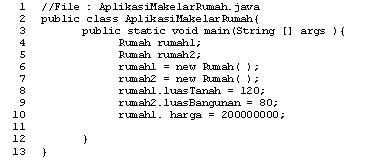 1 //File : AplikasiMakelarRumah.java
2 public class AplikasiMakelarRumah{
3 public static void main(String [] args ){
4 Rumah rumah1;
5 Rumah rumah2;
6 rumah1 = new Rumah( );
7 rumah2 = new Rumah( );
8 rumah1.luasTanah = 120;
9 rumah2.luasBangunan = 80;
10 rumah1. harga = 200000000;
11
12 }
13 }